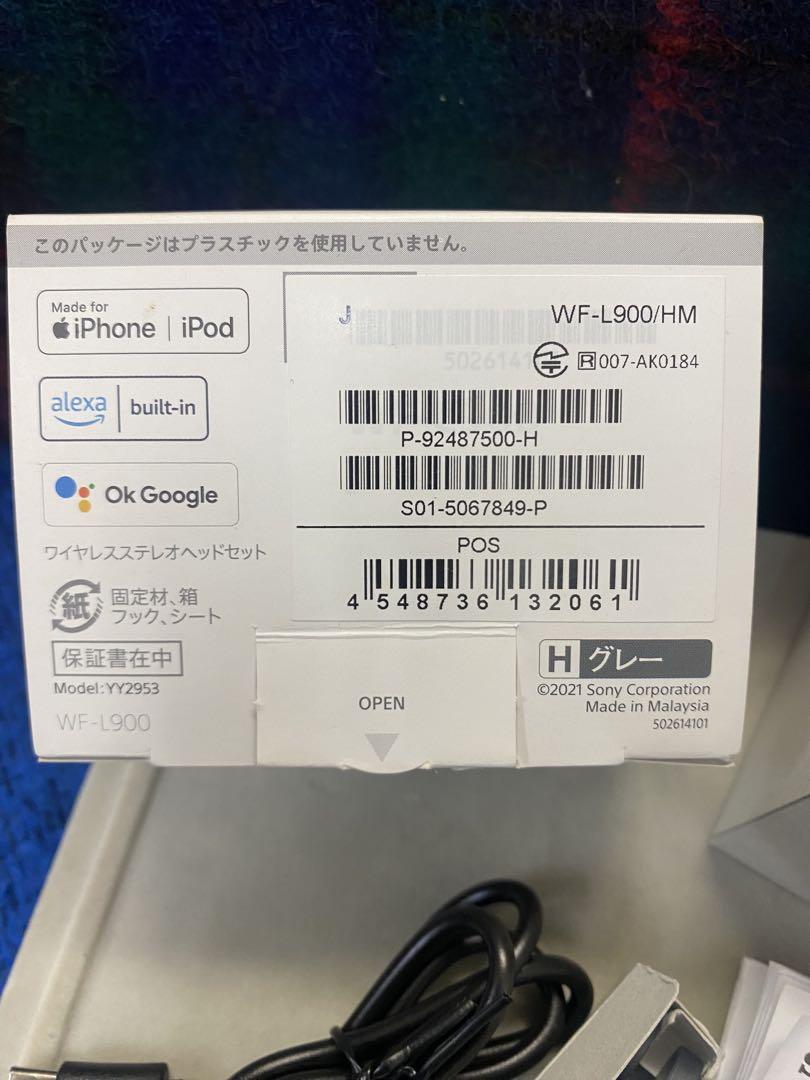 このパッケージはプラスチックを使用していません。
Made for
iPhone | iPod
alexa | built-in
Ok Google
ワイヤレスステレオヘッドセット
紙
固定材、箱
フック、シート
保証書在中
Model:YY2953
WF-L900
J
WF-L900/HM
5026141
R 007-AK0184
P-92487500-H
S01-5067849-P
POS
4 548736 132061
OPEN
H グレー
©2021 Sony Corporation
Made in Malaysia
502614101